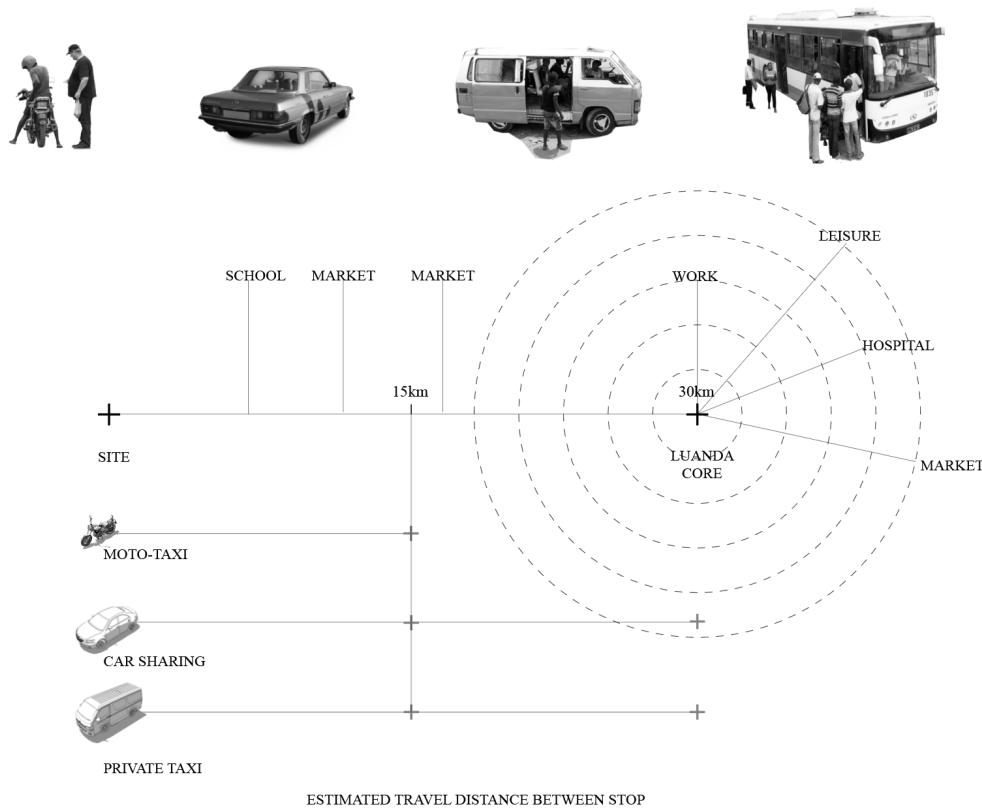 LEISURE
SCHOOL
MARKET
MARKET
WORK
HOSPITAL
15km
30km
SITE
LUANDA
CORE
MARKET
MOTO-TAXI
CAR SHARING
PRIVATE TAXI
ESTIMATED TRAVEL DISTANCE BETWEEN STOP